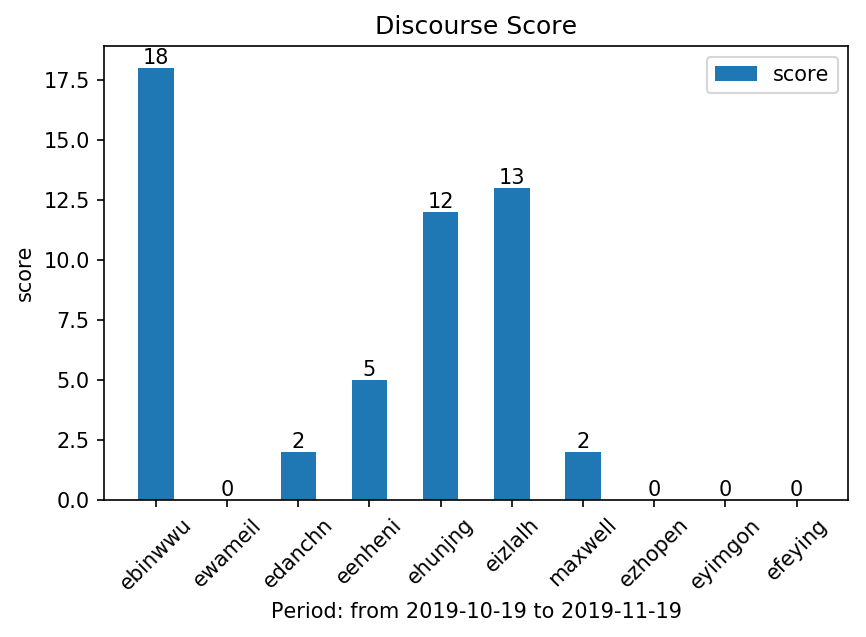 Discourse Score
score
18
0
2
5
12
13
2
0
0
0
17.5
15.0
12.5
10.0
7.5
5.0
2.5
0.0
score
ebinwwu
ewameil
edanchn
eenheni
ehunjng
eizlalh
maxwell
ezhopen
eyimgon
efeying
Period: from 2019-10-19 to 2019-11-19